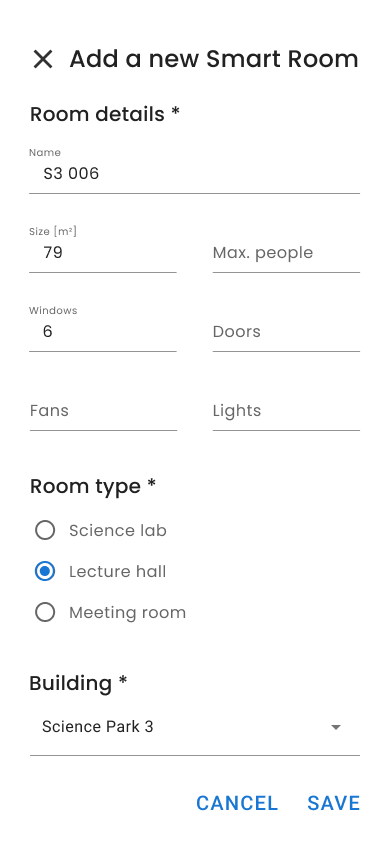 Add a new Smart Room
Room details *
Name
S3 006
Size [m²]
79
Max. people
Windows
6
Doors
Fans
Lights
Room type *
Science lab
Lecture hall
Meeting room
Building *
Science Park 3
CANCEL
SAVE